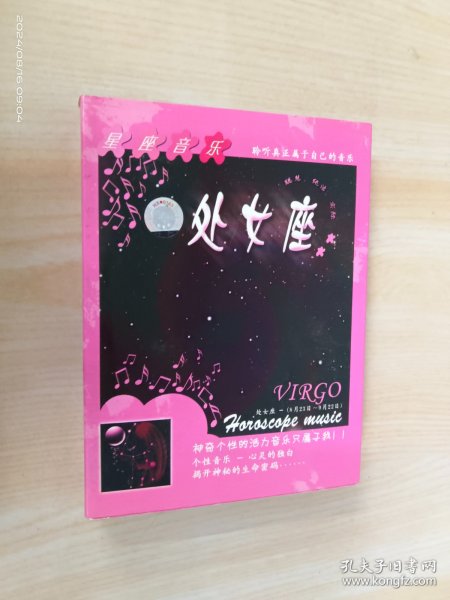 2024/08/16 09:04
星座音乐
聆听真正属于自己的音乐
处女座
VIRGO
处女座 -(8月23日~9月22日)
Horoscope music
神奇个性的活力音乐只属于我!!
个性音乐 - 心灵的独白
揭开神秘的生命密码......
孔夫子旧书网
www.kongfz.com